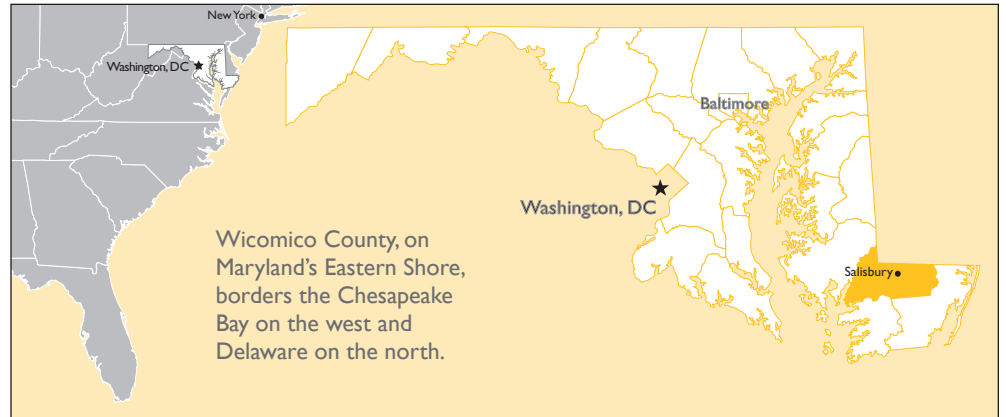 New York
Washington, DC
Baltimore
Washington, DC
Salisbury
Wicomico County, on
Maryland’s Eastern Shore,
borders the Chesapeake
Bay on the west and
Delaware on the north.